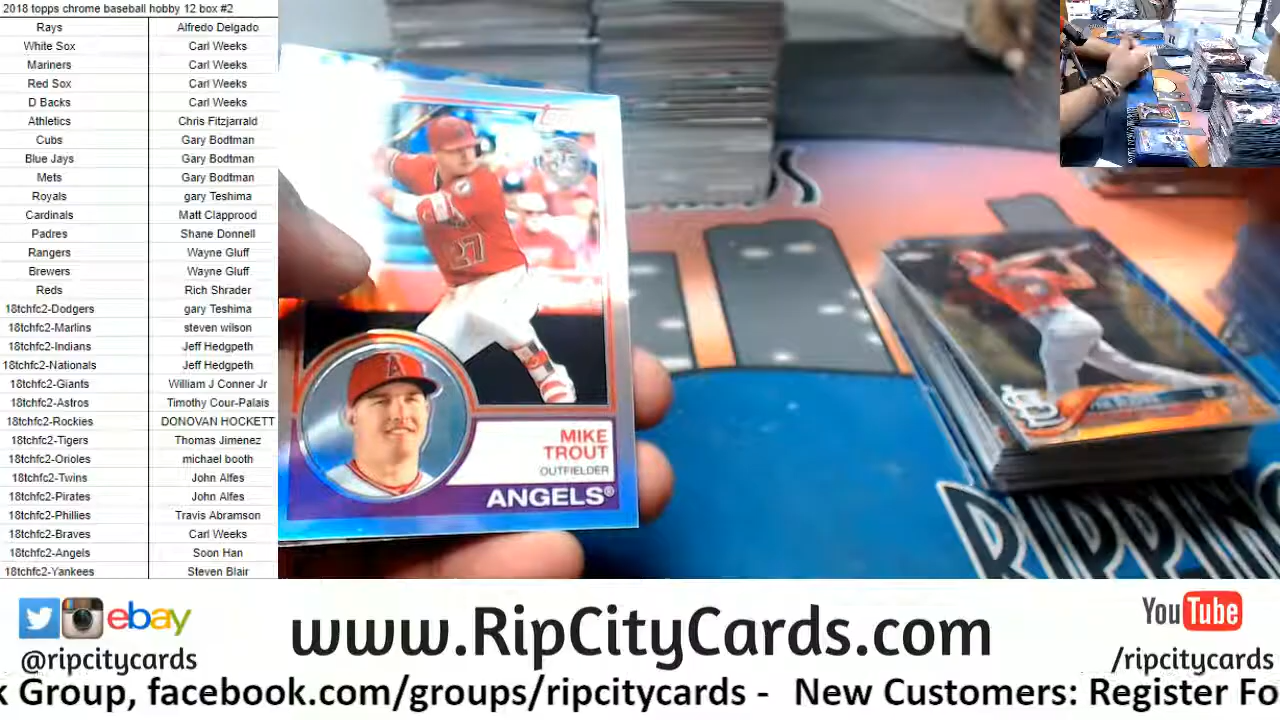 2018 topps chrome baseball hobby 12 box #2
Rays Alfredo Delgado
White Sox Carl Weeks
Mariners Carl Weeks
Red Sox Carl Weeks
D Backs Carl Weeks
Athletics Chris Fitzjarrald
Cubs Gary Bodtman
Blue Jays Gary Bodtman
Mets Gary Bodtman
Royals gary Teshima
Cardinals Matt Clapprood
Padres Shane Donnell
Rangers Wayne Gluff
Brewers Wayne Gluff
Reds Rich Shrader
18tchfc2-Dodgers gary Teshima
18tchfc2-Marlins steven wilson
18tchfc2-Indians Jeff Hedgpeth
18tchfc2-Nationals Jeff Hedgpeth
18tchfc2-Giants William J Conner Jr
18tchfc2-Astros Timothy Cour-Palais
18tchfc2-Rockies DONOVAN HOCKETT
18tchfc2-Tigers Thomas Jimenez
18tchfc2-Orioles michael booth
18tchfc2-Twins John Alfes
18tchfc2-Pirates John Alfes
18tchfc2-Phillies Travis Abramson
18tchfc2-Braves Carl Weeks
18tchfc2-Angels Soon Han
18tchfc2-Yankees Steven Blair
27
A
MIKE
TROUT
OUTFIELDER
ANGELS®
RIPPING
ebay
@ripcitycards
www.RipCityCards.com
YouTube
/ripcitycards
k Group, facebook.com/groups/ripcitycards - New Customers: Register Fo